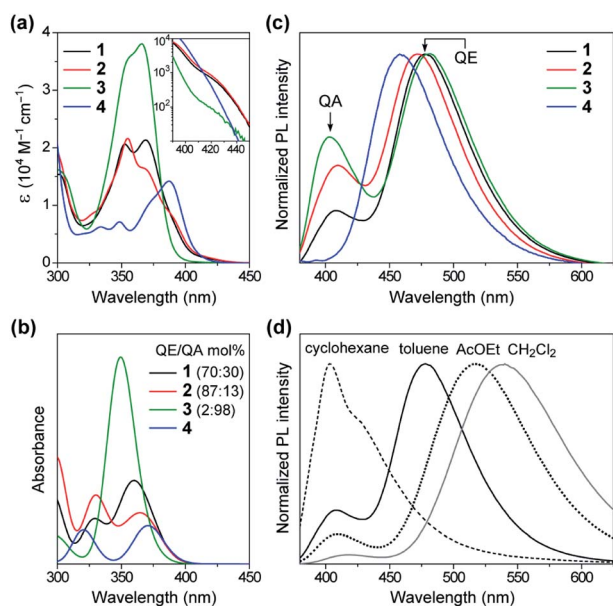 (a)
1
2
3
4
ε (10⁴ M⁻¹ cm⁻¹)
4
3
2
1
0
300 350 400 450
Wavelength (nm)
10⁴
10³
10²
400 420 440
(c)
1
2
3
4
QA
QE
Normalized PL intensity
400 450 500 550 600
Wavelength (nm)
(b)
QE/QA mol%
1 (70:30)
2 (87:13)
3 (2:98)
4
Absorbance
300 350 400 450
Wavelength (nm)
(d)
cyclohexane toluene AcOEt CH₂Cl₂
Normalized PL intensity
400 450 500 550 600
Wavelength (nm)